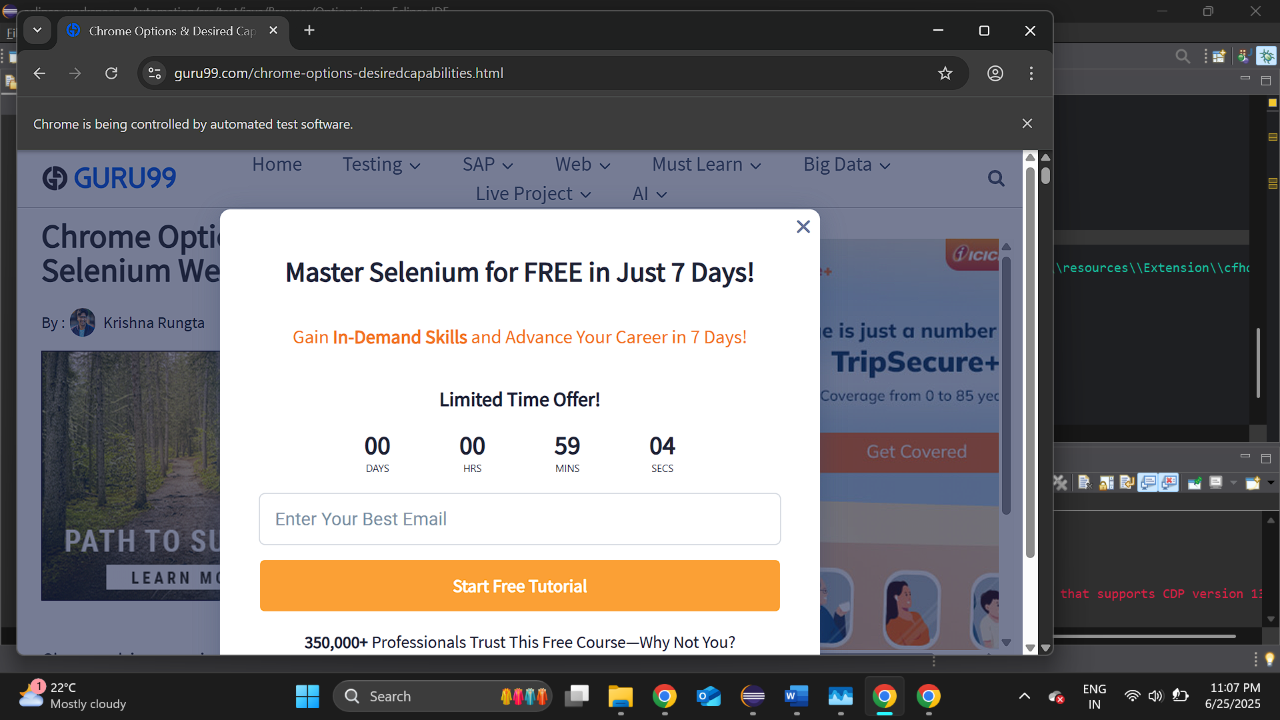 Chrome Options & Desired Cap
guru99.com/chrome-options-desiredcapabilities.html
Chrome is being controlled by automated test software.
GURU99
Home Testing SAP Web Must Learn Big Data
Live Project AI
Chrome Optio
Selenium We
By : Krishna Rungta
PATH TO SU
LEARN MO
Master Selenium for FREE in Just 7 Days!
Gain In-Demand Skills and Advance Your Career in 7 Days!
Limited Time Offer!
00 00 59 04
DAYS HRS MINS SECS
Enter Your Best Email
Start Free Tutorial
350,000+ Professionals Trust This Free Course—Why Not You?
ICIC
e is just a number
TripSecure+
Coverage from 0 to 85 yea
Get Covered
\resources\\Extension\\cfhd
that supports CDP version 13
1
22°C
Mostly cloudy
Search
ENG
IN
11:07 PM
6/25/2025